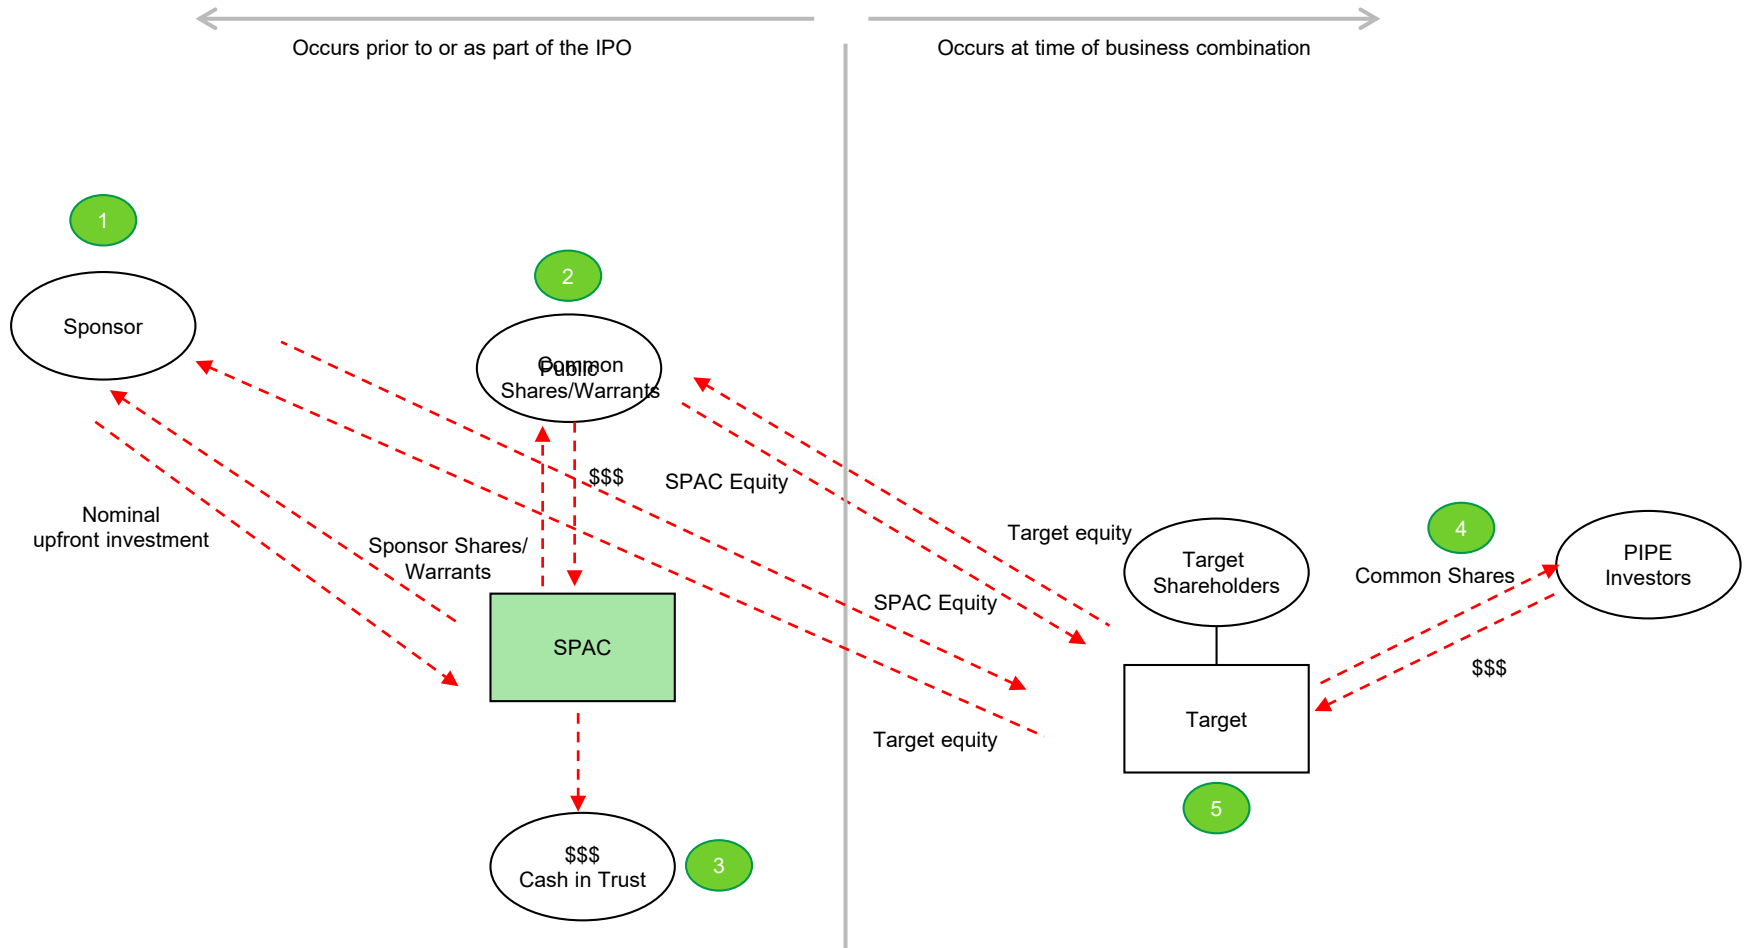 Occurs prior to or as part of the IPO
Occurs at time of business combination
1
2
Sponsor
Public
Common
Shares/Warrants
$$$
SPAC Equity
Nominal
upfront investment
Sponsor Shares/
Warrants
Target equity
4
Target
Shareholders
Common Shares
PIPE
Investors
SPAC Equity
SPAC
$$$
Target
Target equity
5
$$$
Cash in Trust
3